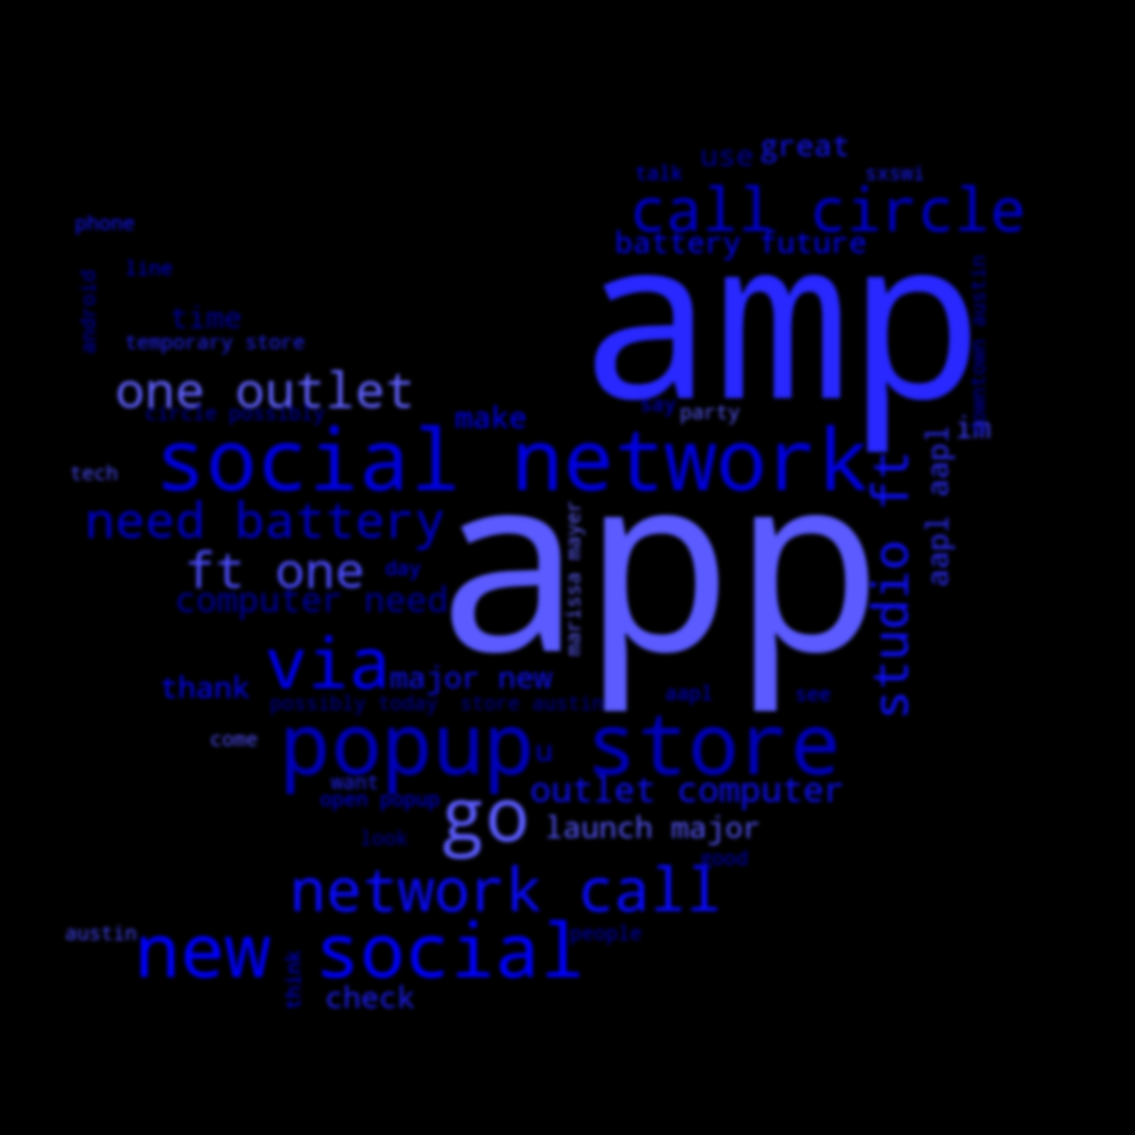 great
use
talk
sxswi
call circle
phone
battery future
line
android
downtown austin
amp
time
temporary store
one outlet
circle possibly
say
party
make
im
social network
tech
aapl aapl
studio ft
need battery
app
marissa mayer
ft one
day
computer need
via
major new
thank
aapl
see
possibly today
store austin
come
popup store
u
want
outlet computer
open popup
go
launch major
look
good
network call
austin
new social
people
think
check